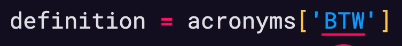 definition = acronyms['BTW']